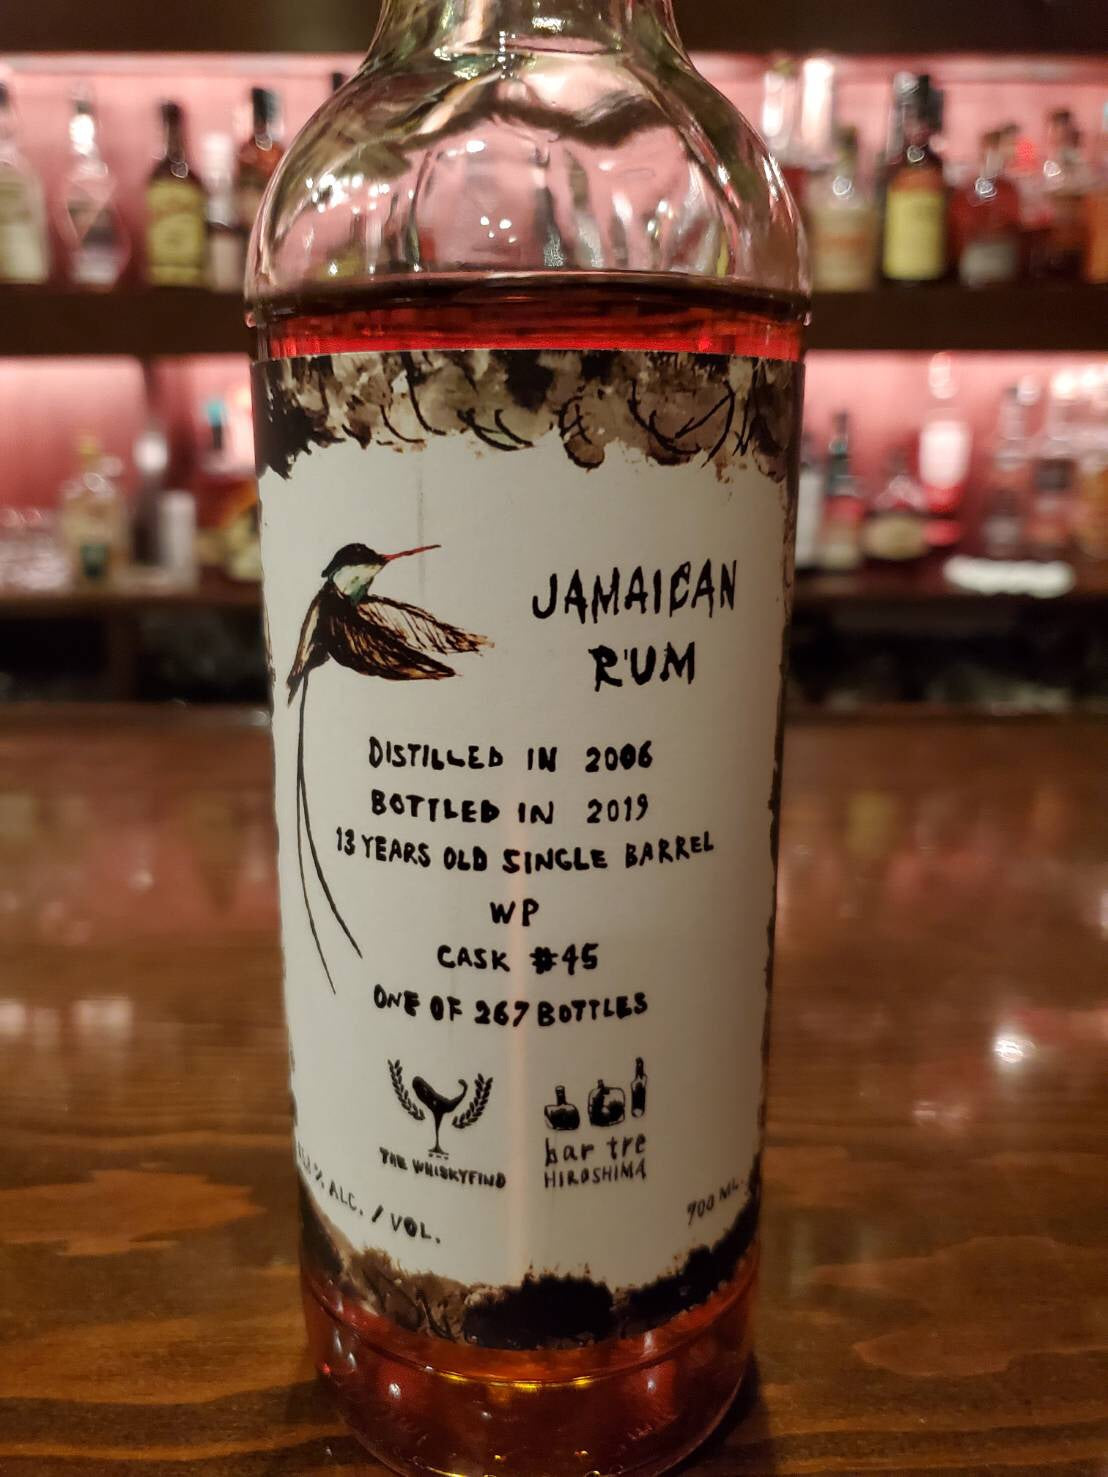 JAMAICAN
RUM
DISTILLED IN 2006
BOTTLED IN 2019
13 YEARS OLD SINGLE BARREL
WP
CASK #45
ONE OF 267 BOTTLES
THE WHISKYFIND
bar tre
HIROSHIMA
% ALC. / VOL.
700 ML.